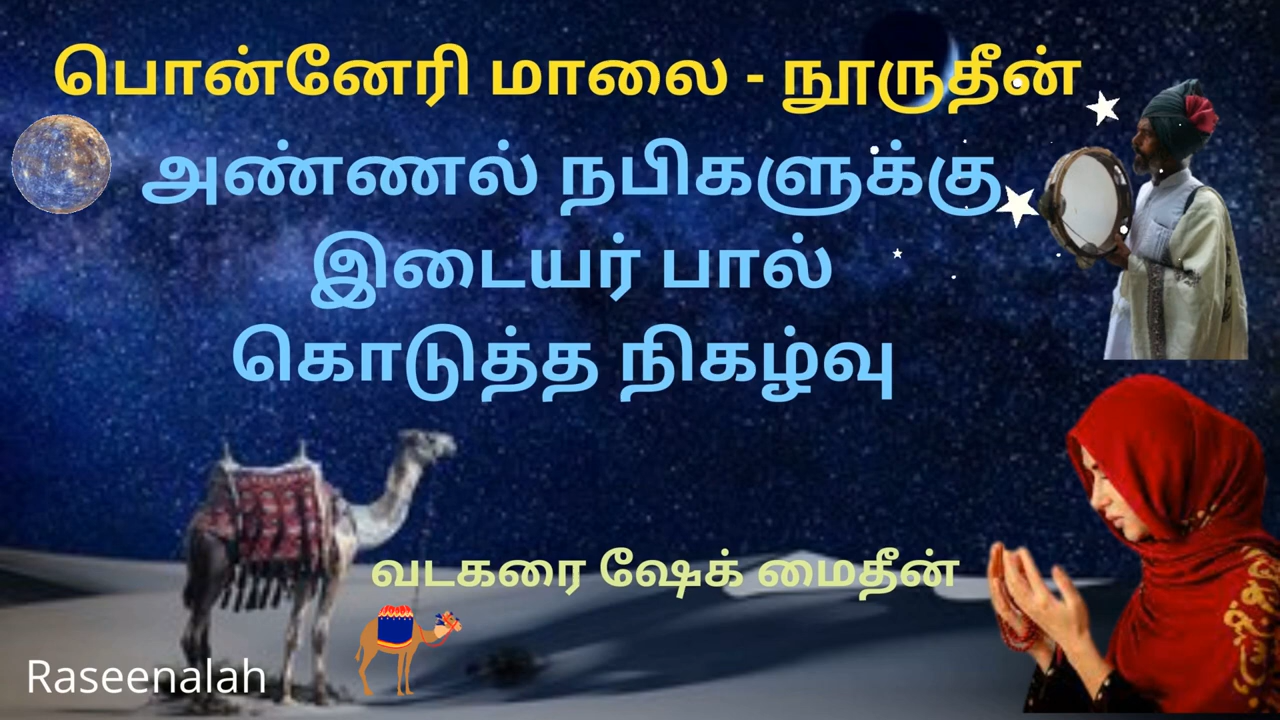 பொன்னேரி மாலை - நூருதீன்
அண்ணல் நபிகளுக்கு
இடையர் பால்
கொடுத்த நிகழ்வு
வடகரை ஷேக் மைதீன்
Raseenalah